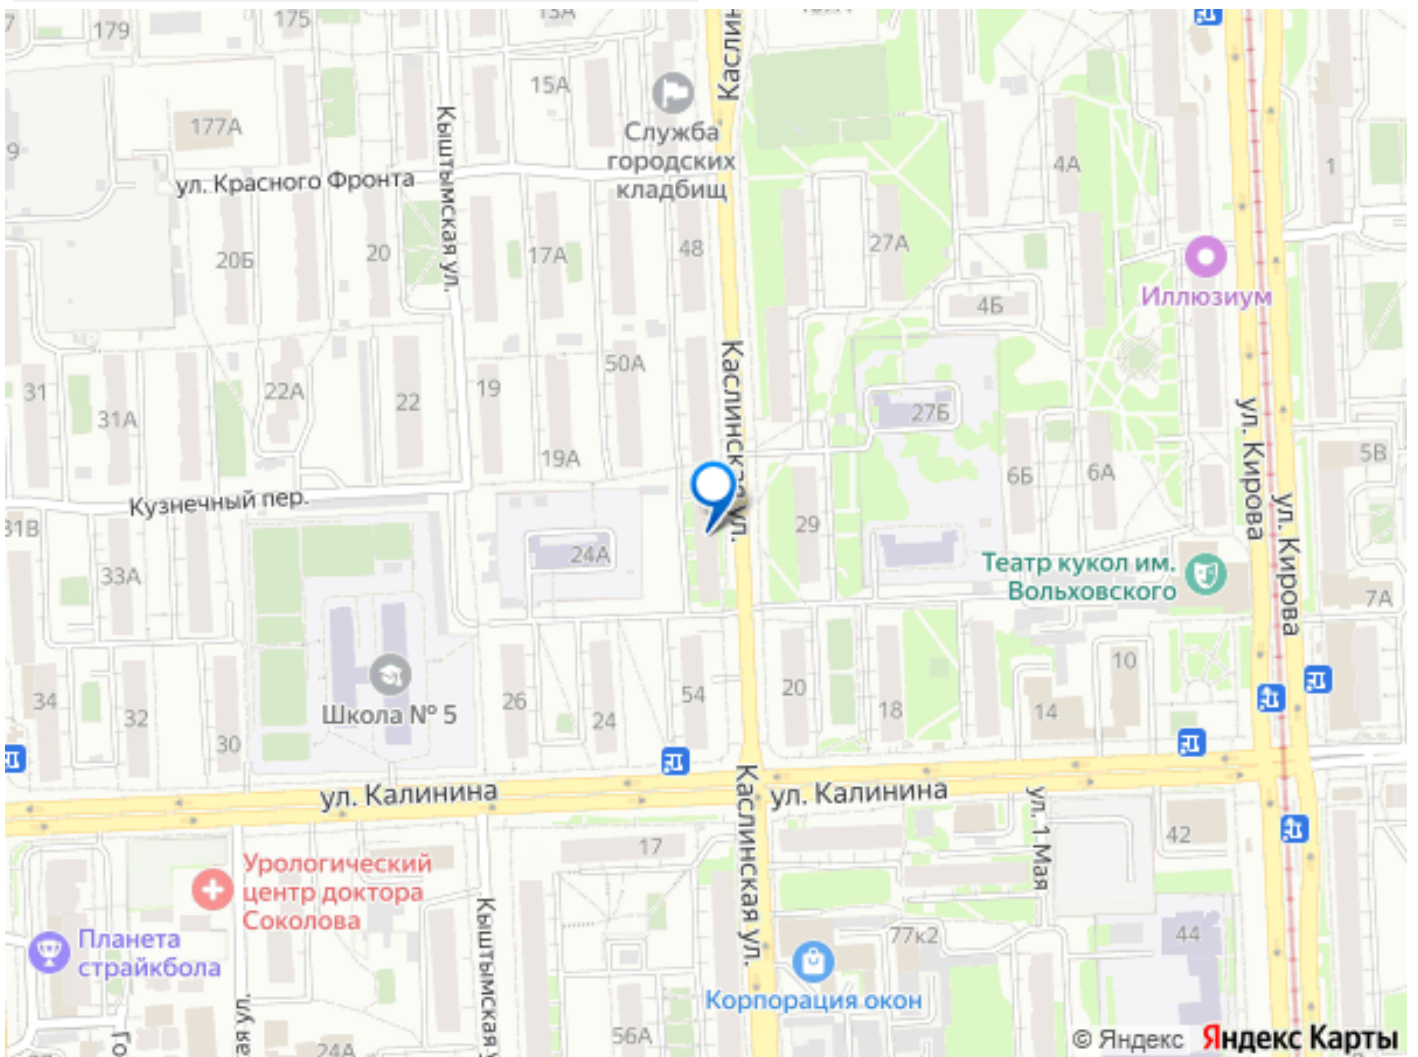 179
175
13А
Каслин
15А
177А
Служба
городских
кладбищ
Кыштымская ул.
ул. Красного Фронта
9
4А
1
20Б
20
17А
48
27А
4Б
Иллюзиум
31
31А
22А
22
19
50А
Каслинская ул.
27Б
ул. Кирова
5В
19А
6Б
6А
Кузнечный пер.
31В
29
ул. Кирова
24А
33А
Театр кукол им.
Вольховского
7А
34
32
30
Школа № 5
26
24
54
20
18
14
10
ул. Калинина
Каслинская ул.
ул. Калинина
ул. 1 Мая
42
17
Урологический
центр доктора
Соколова
Кыштымская у
Планета
страйкбола
77к2
44
Корпорация окон
ая ул.
Го
24А
56А
© Яндекс Яндекс Карты